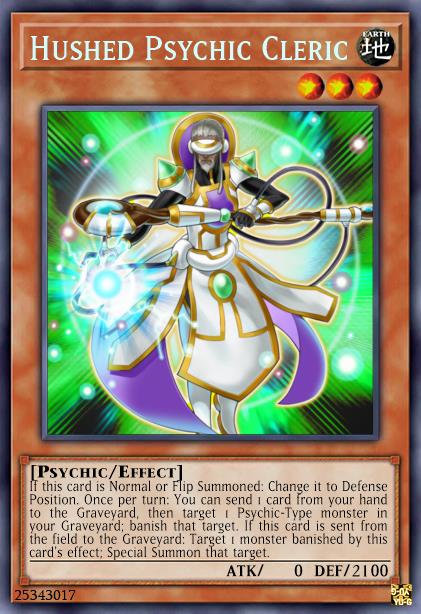 Hushed Psychic Cleric
EARTH
地
[Psychic/Effect]
If this card is Normal or Flip Summoned: Change it to Defense
Position. Once per turn: You can send 1 card from your hand
to the Graveyard, then target 1 Psychic-Type monster in
your Graveyard; banish that target. If this card is sent from
the field to the Graveyard: Target 1 monster banished by this
card's effect; Special Summon that target.
ATK/ 0 DEF/2100
25343017